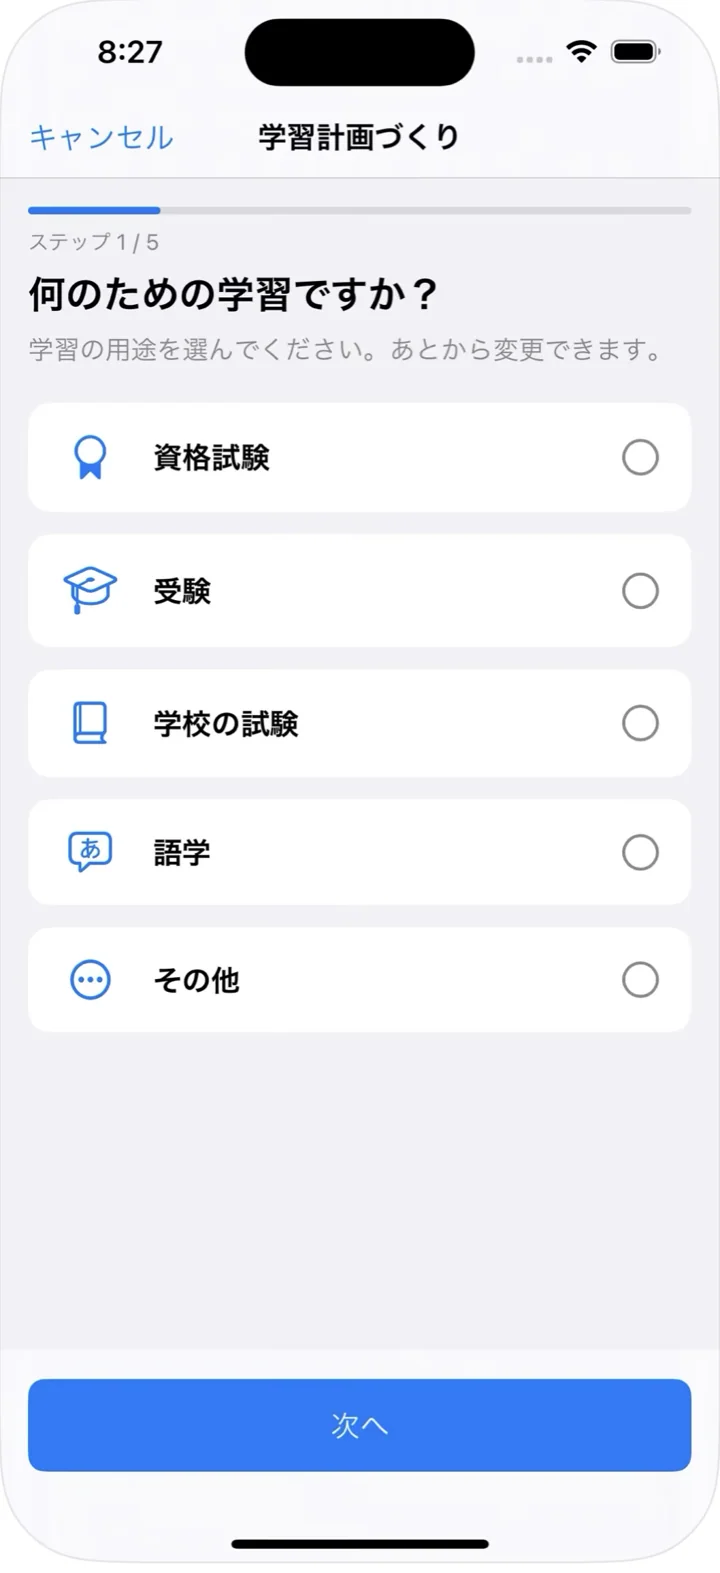 8:27
キャンセル
学習計画づくり
ステップ 1 / 5
何のための学習ですか？
学習の用途を選んでください。あとから変更できます。
資格試験
受験
学校の試験
あ
語学
その他
次へ